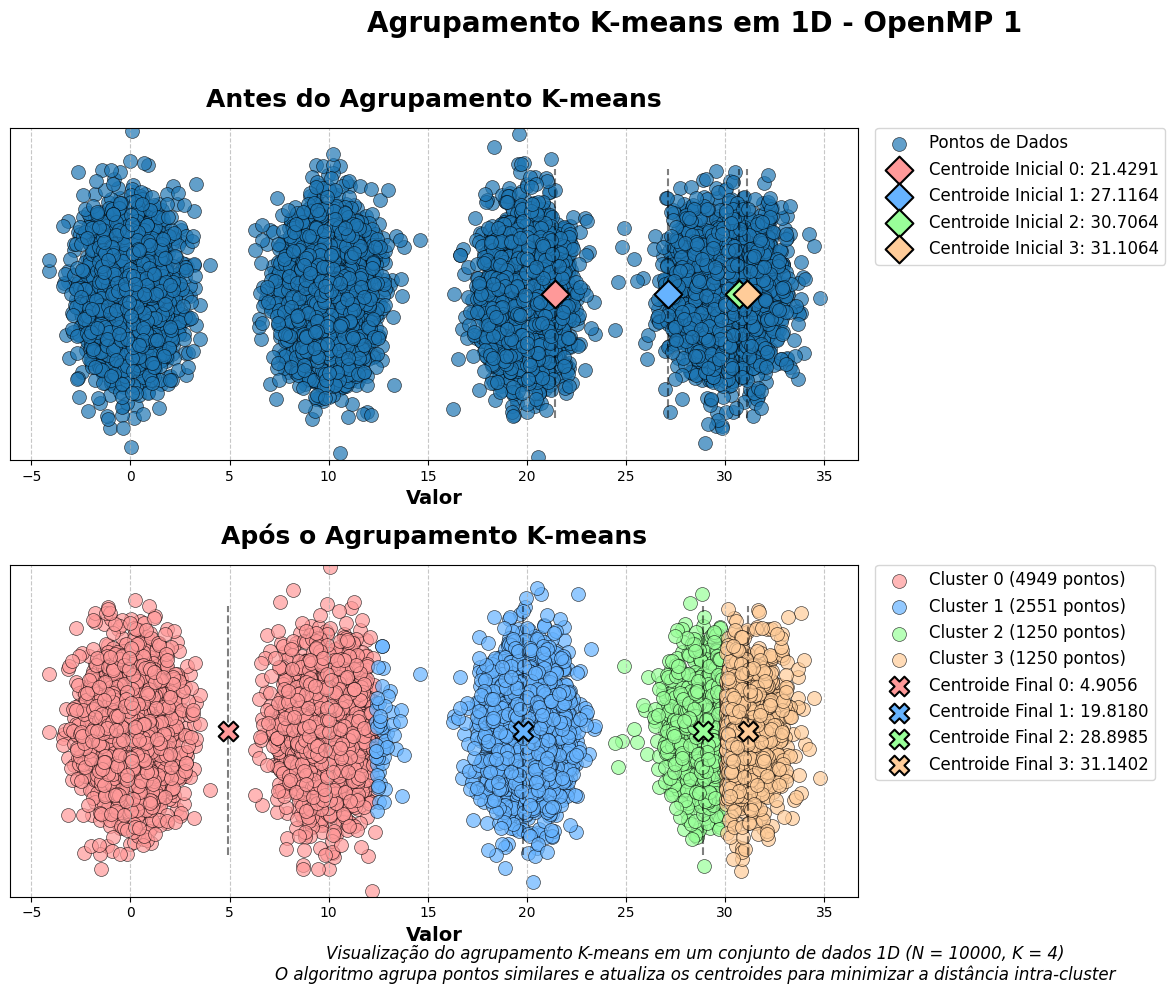 Agrupamento K-means em 1D - OpenMP 1
Antes do Agrupamento K-means
Pontos de Dados
Centroide Inicial 0: 21.4291
Centroide Inicial 1: 27.1164
Centroide Inicial 2: 30.7064
Centroide Inicial 3: 31.1064
−5 0 5 10 15 20 25 30 35
Valor
Após o Agrupamento K-means
Cluster 0 (4949 pontos)
Cluster 1 (2551 pontos)
Cluster 2 (1250 pontos)
Cluster 3 (1250 pontos)
Centroide Final 0: 4.9056
Centroide Final 1: 19.8180
Centroide Final 2: 28.8985
Centroide Final 3: 31.1402
−5 0 5 10 15 20 25 30 35
Valor
Visualização do agrupamento K-means em um conjunto de dados 1D (N = 10000, K = 4)
O algoritmo agrupa pontos similares e atualiza os centroides para minimizar a distância intra-cluster